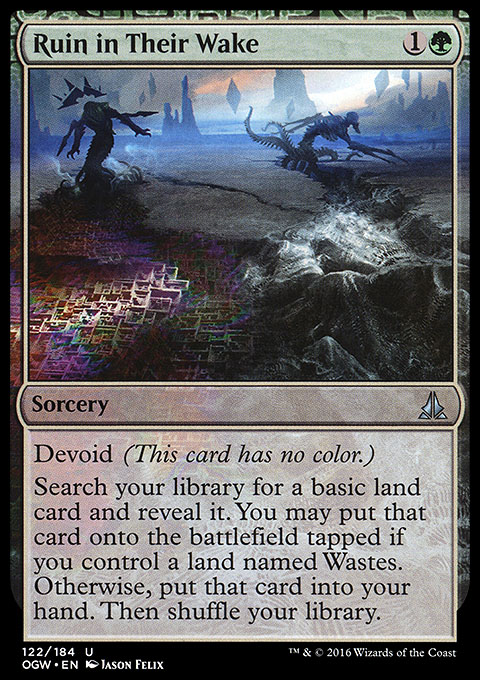 Ruin in Their Wake 1
Sorcery
Devoid (This card has no color.)
Search your library for a basic land
card and reveal it. You may put that
card onto the battlefield tapped if
you control a land named Wastes.
Otherwise, put that card into your
hand. Then shuffle your library.
122/184 U
OGW • EN Jason Felix
™ & © 2016 Wizards of the Coast